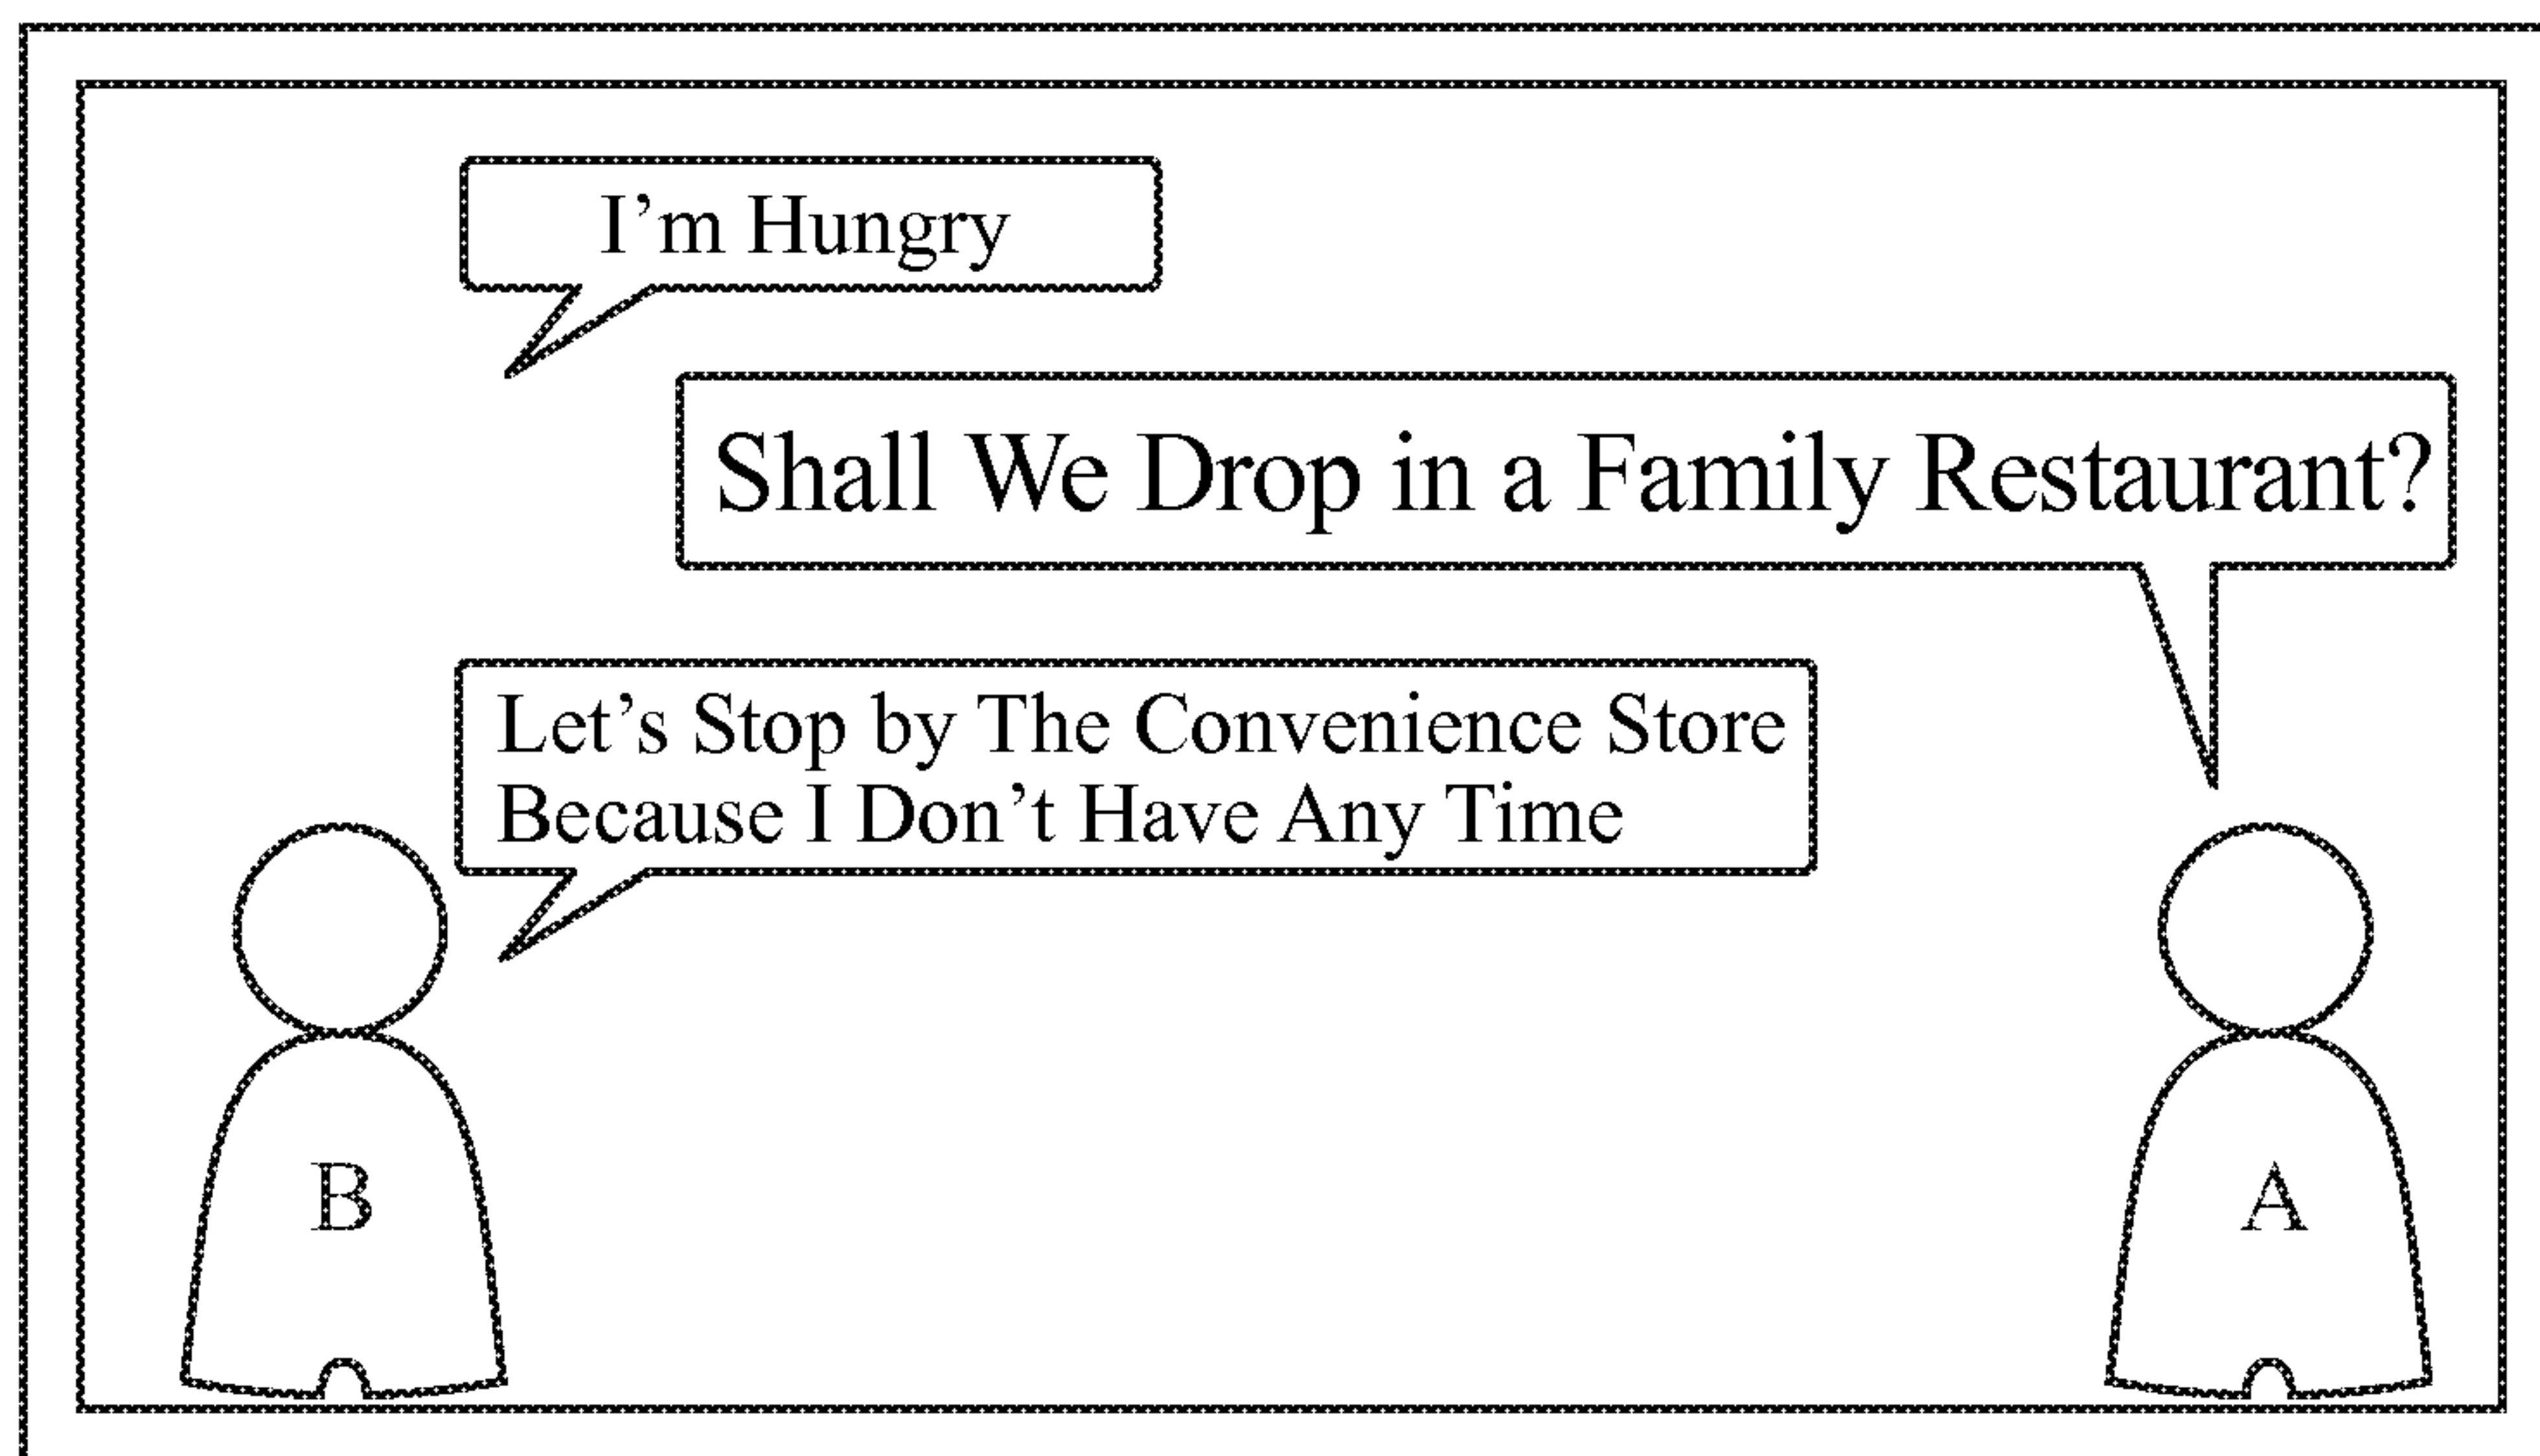 I'm Hungry
Shall We Drop in a Family Restaurant?
Let's Stop by The Convenience Store
Because I Don't Have Any Time
B
A